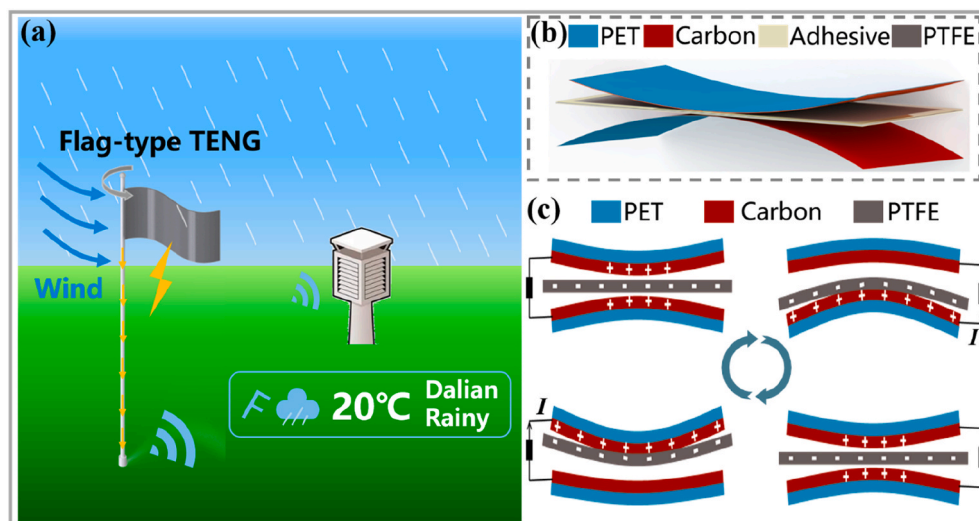 (a)
Flag-type TENG
Wind
20℃
Dalian
Rainy
(b)
PET Carbon Adhesive PTFE
(c)
PET Carbon PTFE
I
I